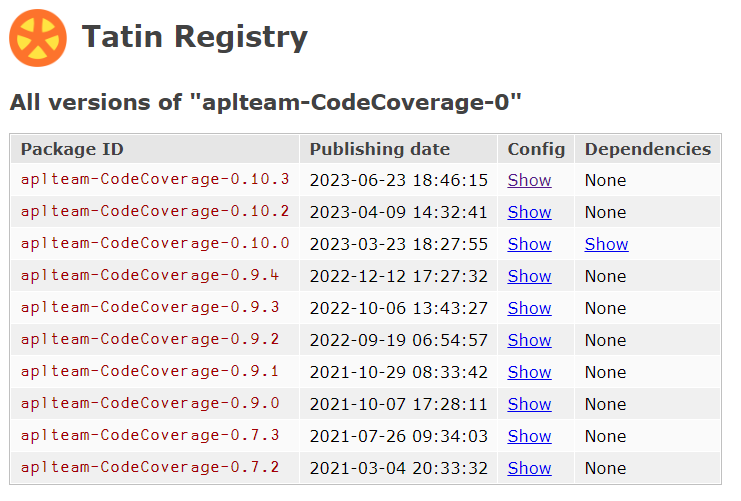 Tatin Registry
All versions of "aplteam-CodeCoverage-0"
Package ID Publishing date Config Dependencies
aplteam-CodeCoverage-0.10.3 2023-06-23 18:46:15 Show None
aplteam-CodeCoverage-0.10.2 2023-04-09 14:32:41 Show None
aplteam-CodeCoverage-0.10.0 2023-03-23 18:27:55 Show Show
aplteam-CodeCoverage-0.9.4 2022-12-12 17:27:32 Show None
aplteam-CodeCoverage-0.9.3 2022-10-06 13:43:27 Show None
aplteam-CodeCoverage-0.9.2 2022-09-19 06:54:57 Show None
aplteam-CodeCoverage-0.9.1 2021-10-29 08:33:42 Show None
aplteam-CodeCoverage-0.9.0 2021-10-07 17:28:11 Show None
aplteam-CodeCoverage-0.7.3 2021-07-26 09:34:03 Show None
aplteam-CodeCoverage-0.7.2 2021-03-04 20:33:32 Show None